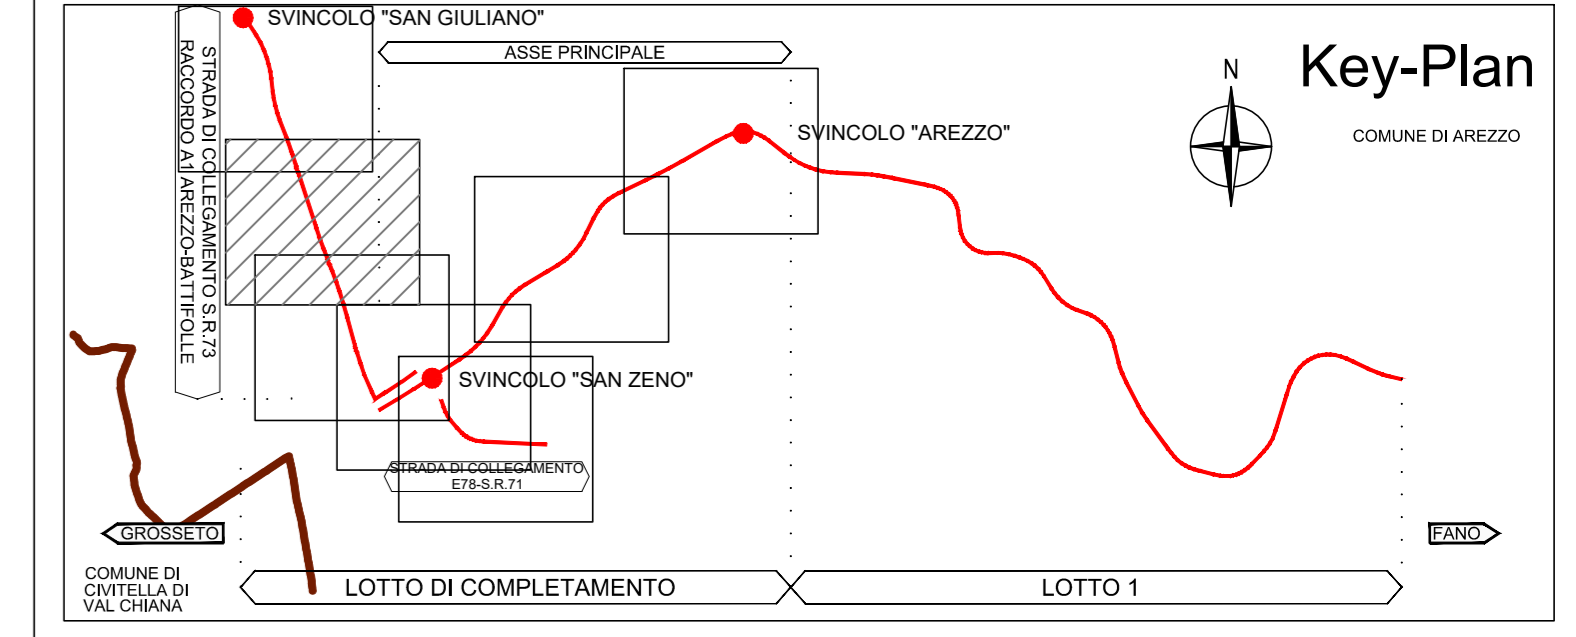 SVINCOLO "SAN GIULIANO"
ASSE PRINCIPALE
Key-Plan
N
SVINCOLO "AREZZO"
COMUNE DI AREZZO
STRADA DI COLLEGAMENTO S.R.73
RACCORDO A1 AREZZO-BATTIFOLLE
SVINCOLO "SAN ZENO"
STRADA DI COLLEGAMENTO
E78-S.R.71
GROSSETO
FANO
COMUNE DI
CIVITELLA DI
VAL CHIANA
LOTTO DI COMPLETAMENTO
LOTTO 1